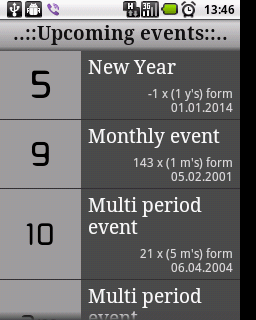 13:46
..::Upcoming events::..
5
New Year
-1 x (1 y's) form
01.01.2014
9
Monthly event
143 x (1 m's) form
05.02.2001
10
Multi period
event
21 x (5 m's) form
06.04.2004
Multi period
event